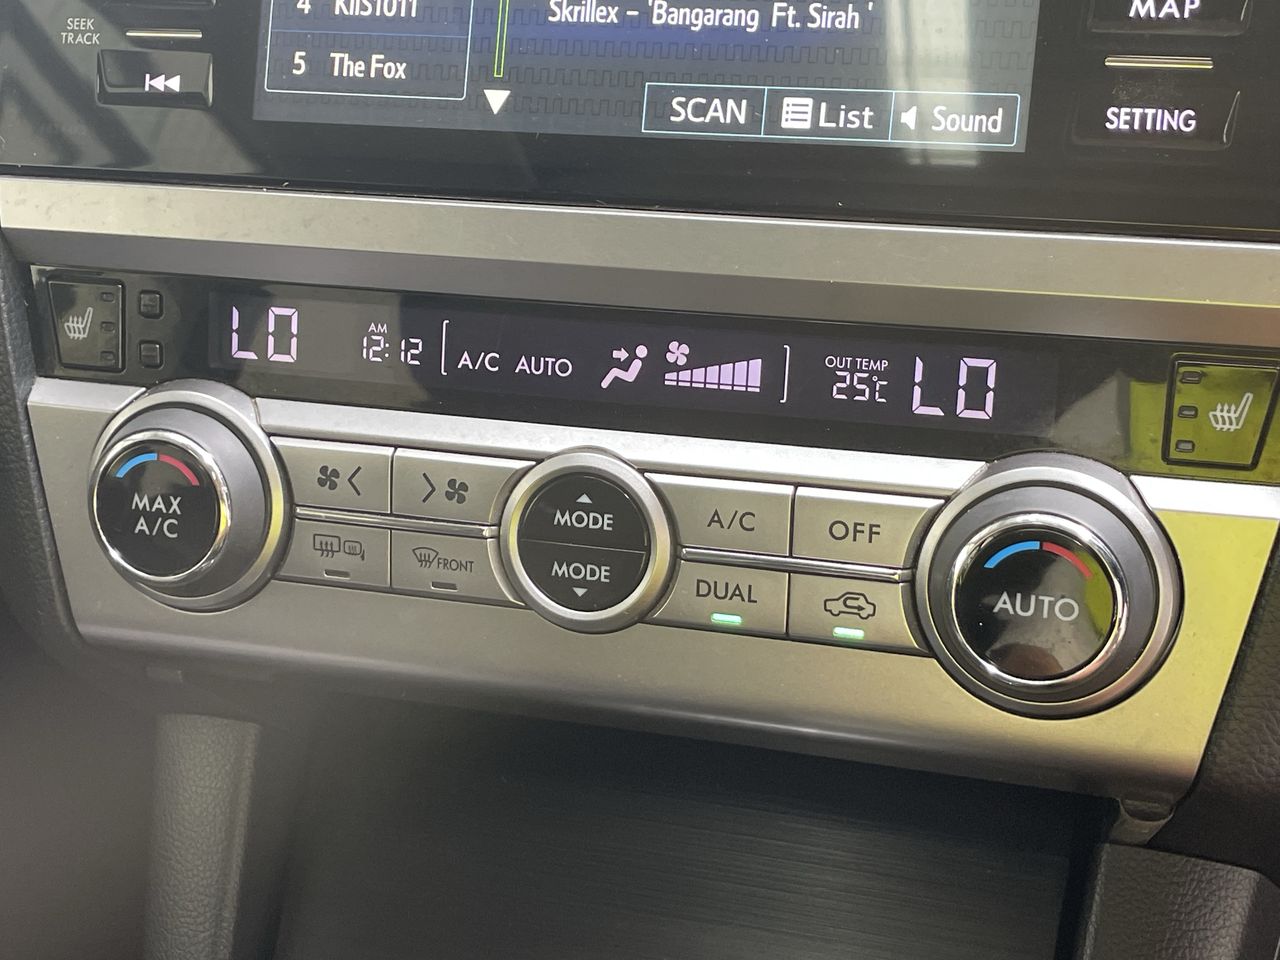 SEEK
TRACK
4 KIIS1011
5 The Fox
Skrillex – 'Bangarang Ft. Sirah '
SCAN List Sound
MAP
SETTING
LO
AM
12:12
A/C AUTO
OUT TEMP
25℃
LO
MAX
A/C
MODE
MODE
FRONT
A/C
OFF
DUAL
AUTO